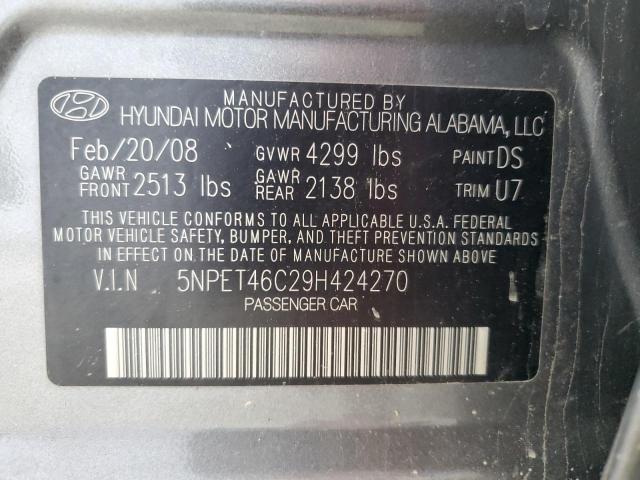 MANUFACTURED BY
HYUNDAI MOTOR MANUFACTURING ALABAMA, LLC
Feb/20/08 GVWR 4299 lbs PAINT DS
GAWR FRONT 2513 lbs GAWR REAR 2138 lbs TRIM U7
THIS VEHICLE CONFORMS TO ALL APPLICABLE U.S.A. FEDERAL
MOTOR VEHICLE SAFETY, BUMPER, AND THEFT PREVENTION STANDARDS
IN EFFECT ON THE DATE OF MANUFACTURE SHOWN ABOVE.
V.I.N 5NPET46C29H424270
PASSENGER CAR